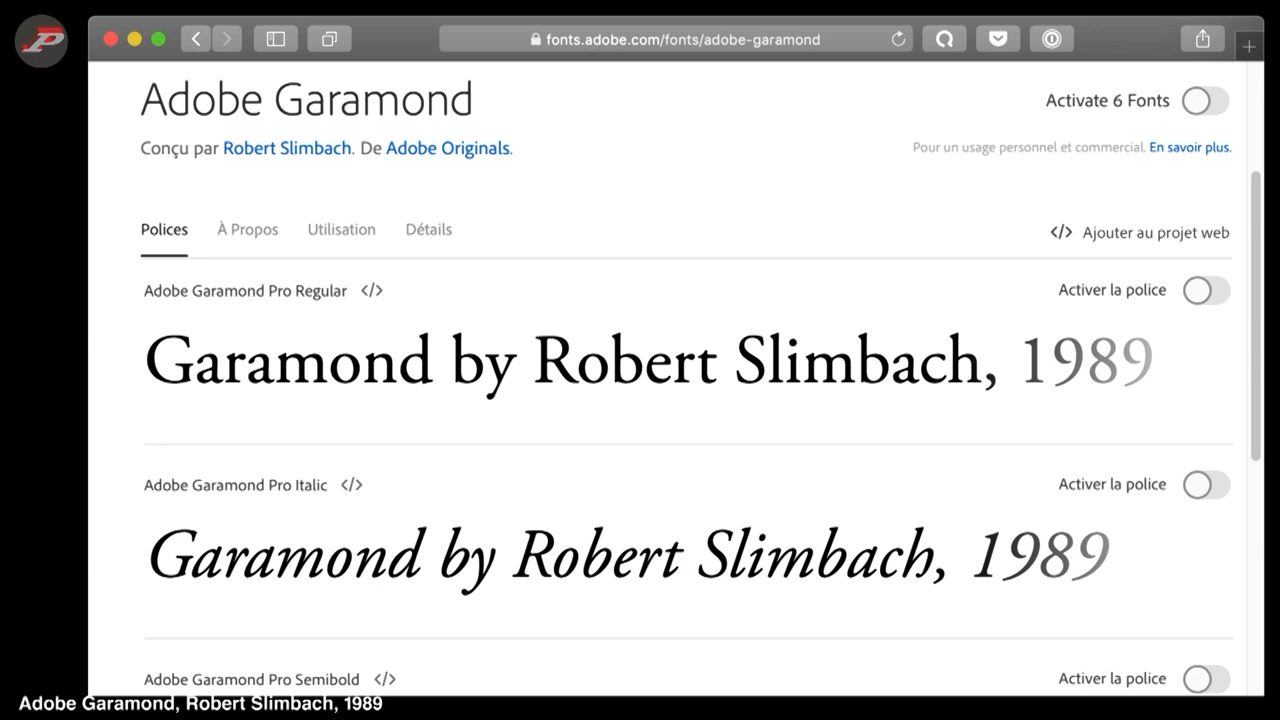 JP
fonts.adobe.com/fonts/adobe-garamond
Adobe Garamond
Activate 6 Fonts
Conçu par Robert Slimbach. De Adobe Originals.
Pour un usage personnel et commercial. En savoir plus.
Polices À Propos Utilisation Détails
</> Ajouter au projet web
Adobe Garamond Pro Regular </>
Activer la police
Garamond by Robert Slimbach, 1989
Adobe Garamond Pro Italic </>
Activer la police
Garamond by Robert Slimbach, 1989
Adobe Garamond Pro Semibold </>
Activer la police
Adobe Garamond, Robert Slimbach, 1989